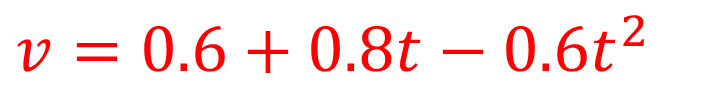 v = 0.6 + 0.8t − 0.6t²